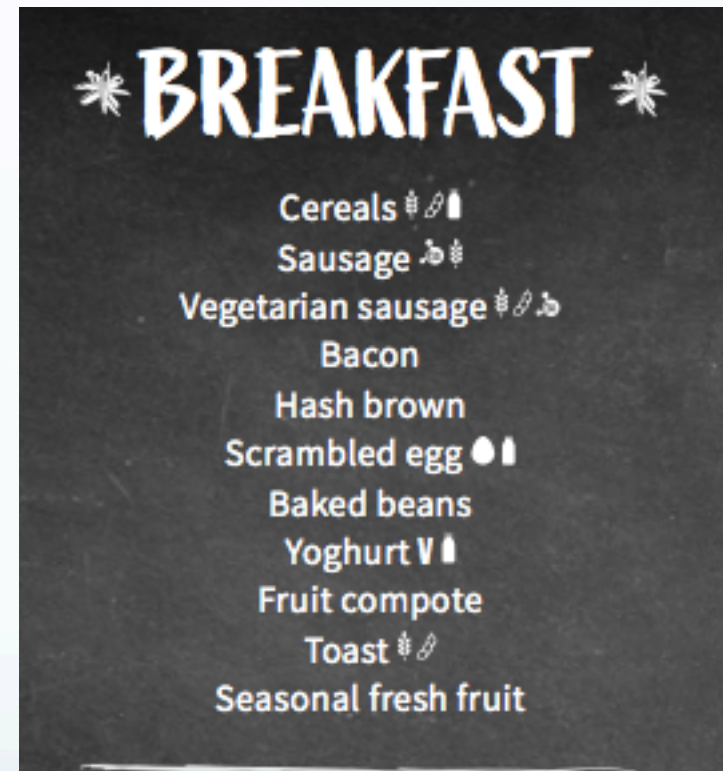 BREAKFAST
Cereals
Sausage
Vegetarian sausage
Bacon
Hash brown
Scrambled egg
Baked beans
Yoghurt V
Fruit compote
Toast
Seasonal fresh fruit